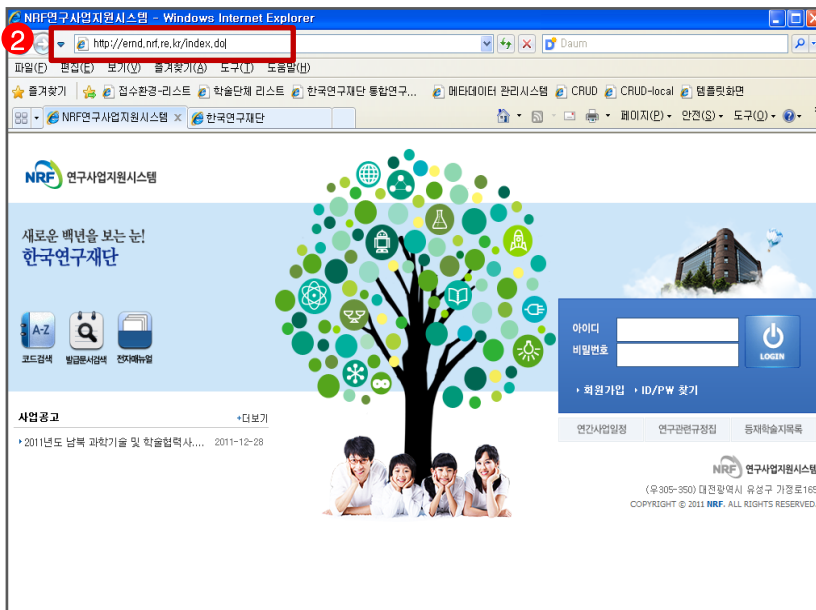 NRF연구사업지원시스템 - Windows Internet Explorer
2
http://ernd.nrf.re.kr/index.do
Daum
파일(F) 편집(E) 보기(V) 즐겨찾기(A) 도구(T) 도움말(H)
즐겨찾기 접수환경-리스트 학술단체 리스트 한국연구재단 통합연구... 메타데이터 관리시스템 CRUD CRUD-local 템플릿화면
NRF연구사업지원시스템 한국연구재단 페이지(P) 안전(S) 도구(O)
NRF 연구사업지원시스템
새로운 백년을 보는 눈!
한국연구재단
A-Z
코드검색 발급문서검색 전자매뉴얼
아이디
비밀번호
LOGIN
회원가입 ID/PW 찾기
사업공고 +더보기
2011년도 남북 과학기술 및 학술협력사.... 2011-12-28
연간사업일정 연구관련규정집 등재학술지목록
NRF 연구사업지원시스템
(우305-350) 대전광역시 유성구 가정로165
COPYRIGHT © 2011 NRF. ALL RIGHTS RESERVED.